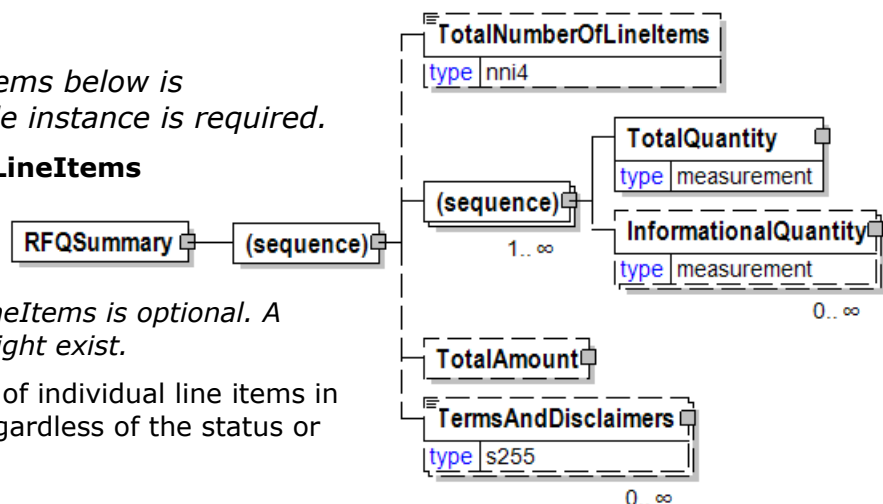 ems below is
e instance is required.
LineItems
neItems is optional. A
ight exist.
of individual line items in
gardless of the status or
RFQSummary
(sequence)
TotalNumberOfLineItems
type nni4
(sequence)
1.. ∞
TotalQuantity
type measurement
InformationalQuantity
type measurement
0.. ∞
TotalAmount
TermsAndDisclaimers
type s255
0.. ∞